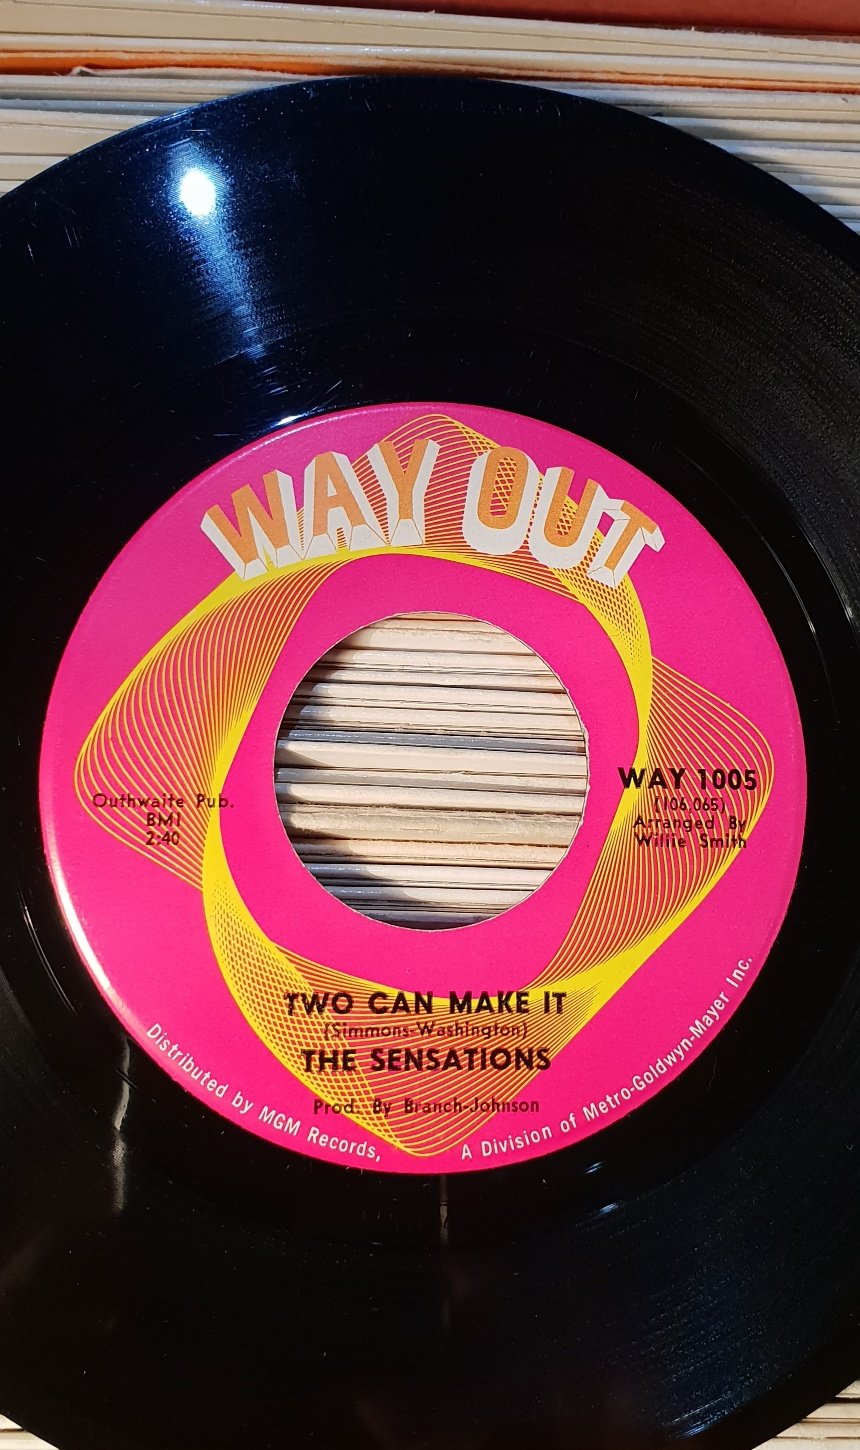 WAY OUT
Outhwaite Pub.
BMI
2:40
WAY 1005
(106,065)
Arranged By
Willie Smith
TWO CAN MAKE IT
(Simmons-Washington)
THE SENSATIONS
Prod. By Branch-Johnson
Distributed by MGM Records, A Division of Metro-Goldwyn-Mayer Inc.